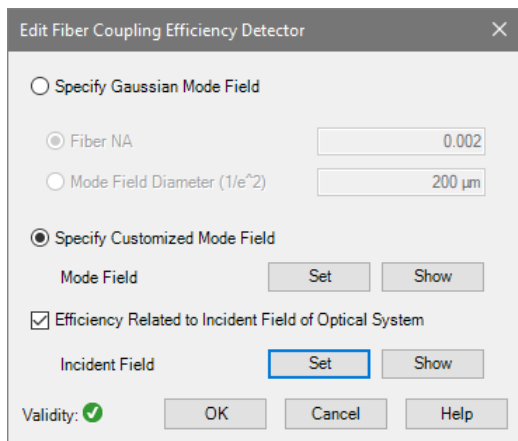 Edit Fiber Coupling Efficiency Detector
Specify Gaussian Mode Field
Fiber NA 0.002
Mode Field Diameter (1/e^2) 200 µm
Specify Customized Mode Field
Mode Field Set Show
Efficiency Related to Incident Field of Optical System
Incident Field Set Show
Validity: OK Cancel Help